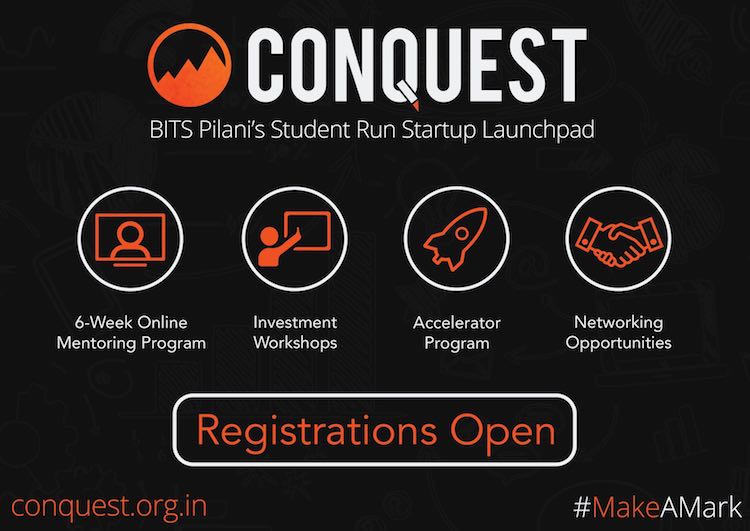 CONQUEST
BITS Pilani's Student Run Startup Launchpad
6-Week Online
Mentoring Program
Investment
Workshops
Accelerator
Program
Networking
Opportunities
Registrations Open
conquest.org.in
#MakeAMark